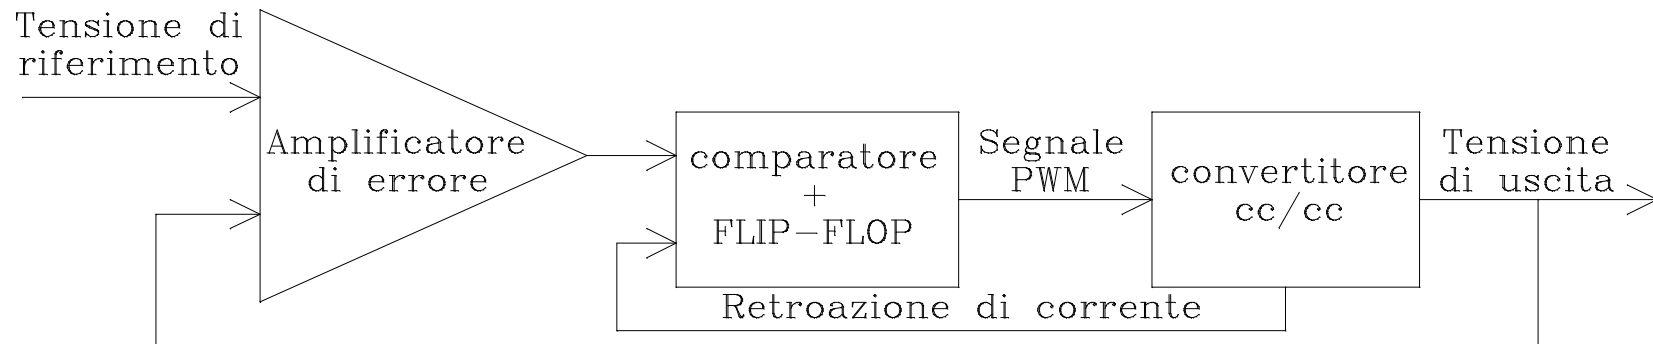 Tensione di
riferimento
Amplificatore
di errore
comparatore
+
FLIP-FLOP
Segnale
PWM
convertitore
cc/cc
Tensione
di uscita
Retroazione di corrente